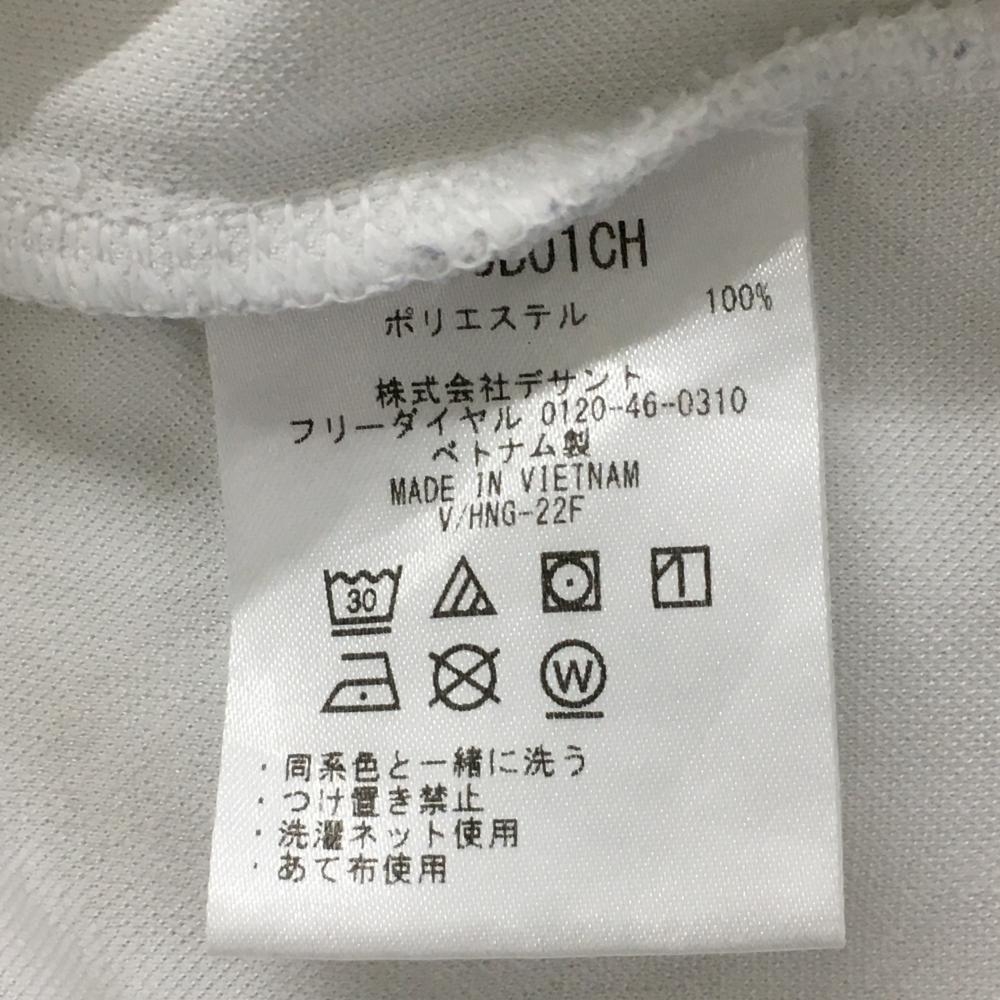 01CH
ポリエステル 100%
株式会社デサント
フリーダイヤル 0120-46-0310
ベトナム製
MADE IN VIETNAM
V/HNG-22F
30
W
・同系色と一緒に洗う
・つけ置き禁止
・洗濯ネット使用
・あて布使用